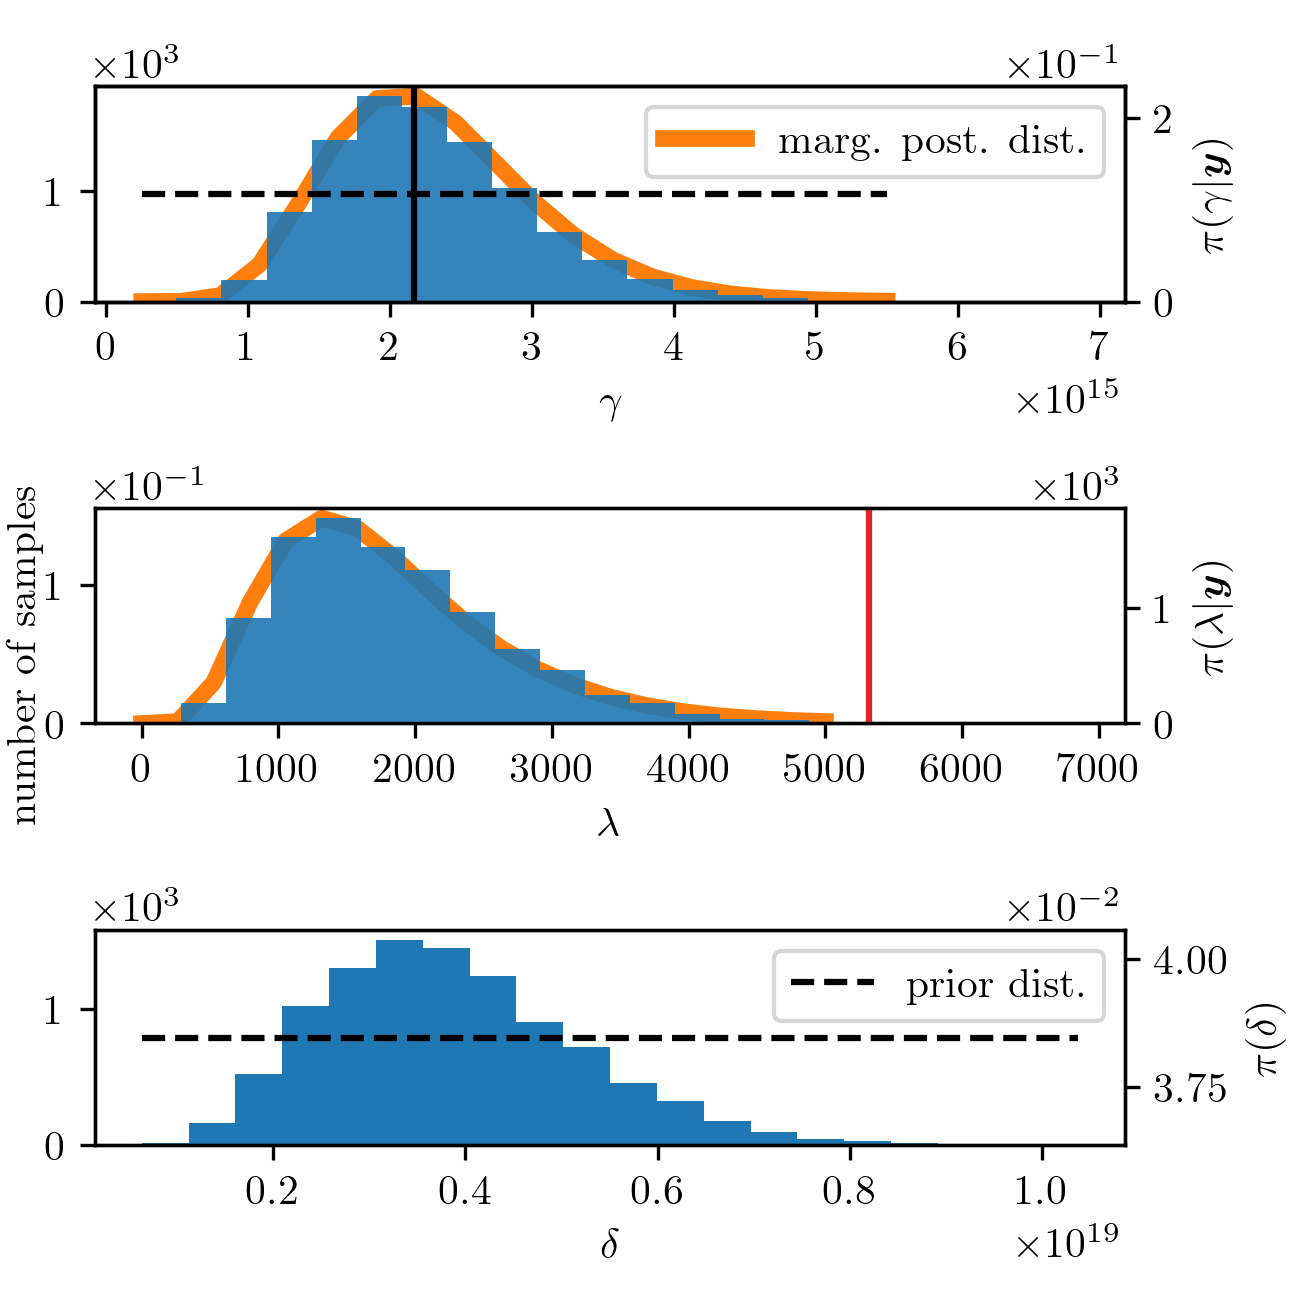 ×10³ ×10⁻¹
marg. post. dist.
2
1
0 0
π(γ|y)
0 1 2 3 4 5 6 7
γ ×10¹⁵
×10⁻¹ ×10³
number of samples
1
1
0 0
π(λ|y)
0 1000 2000 3000 4000 5000 6000 7000
λ
×10³ ×10⁻²
prior dist.
4.00
1
3.75
0
π(δ)
0.2 0.4 0.6 0.8 1.0
δ ×10¹⁹